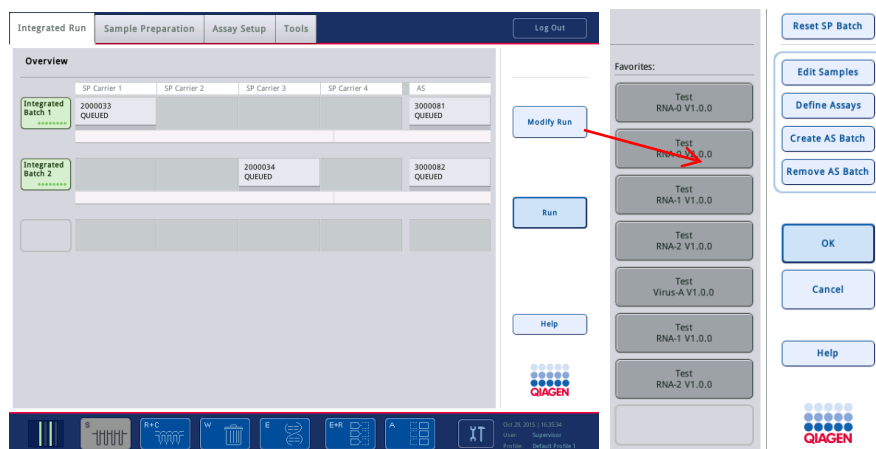 Integrated Run
Sample Preparation
Assay Setup
Tools
Log Out
Overview
SP Carrier 1
SP Carrier 2
SP Carrier 3
SP Carrier 4
AS
Integrated
Batch 1
2000033
QUEUED
3000081
QUEUED
Integrated
Batch 2
2000034
QUEUED
3000082
QUEUED
Modify Run
Run
Help
QIAGEN
S
R+C
W
E
E+R
A
Oct 29, 2015 | 16:35:34
User: Supervisor
Profile: Default Profile 1
Favorites:
Test
RNA-0 V1.0.0
Test
RNA-0 V1.0.0
Test
RNA-1 V1.0.0
Test
RNA-2 V1.0.0
Test
Virus-A V1.0.0
Test
RNA-1 V1.0.0
Test
RNA-2 V1.0.0
Reset SP Batch
Edit Samples
Define Assays
Create AS Batch
Remove AS Batch
OK
Cancel
Help
QIAGEN